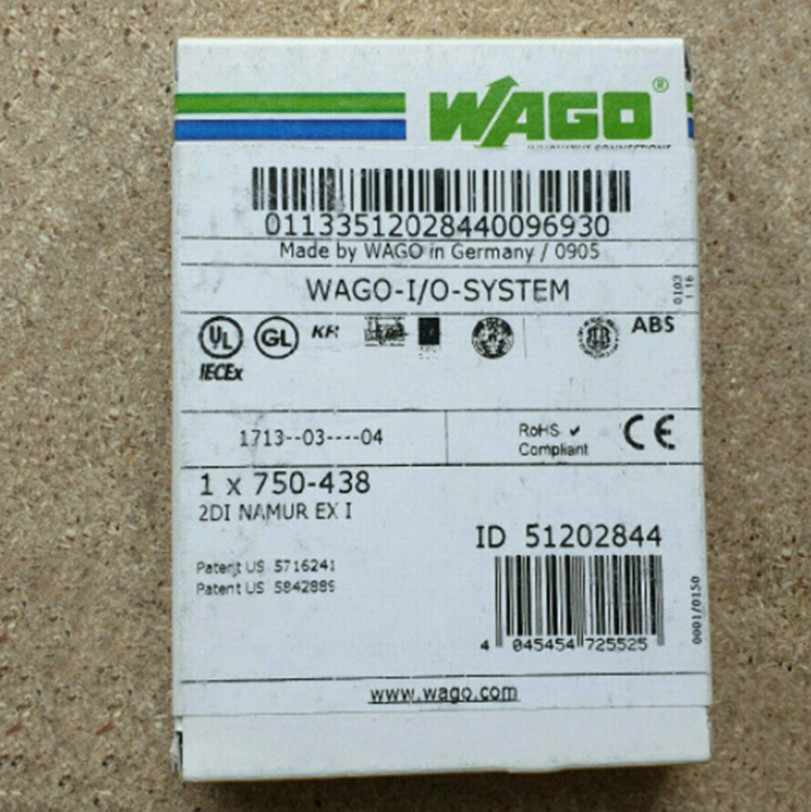 WAGO®
01133512028440096930
Made by WAGO in Germany / 0905
WAGO-I/O-SYSTEM
0103
1 16
UL GL KR ABS
IECEx
1713--03----04
RoHS ✔
Compliant
CE
1 x 750-438
2DI NAMUR EX I
ID 51202844
Patent US 5716241
Patent US 5842889
4 045454 725525
0001/0150
www.wago.com